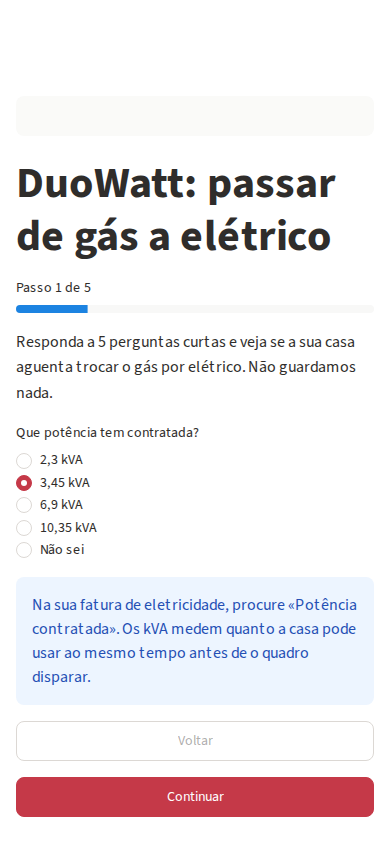 DuoWatt: passar
de gás a elétrico
Passo 1 de 5
Responda a 5 perguntas curtas e veja se a sua casa
aguenta trocar o gás por elétrico. Não guardamos
nada.
Que potência tem contratada?
2,3 kVA
3,45 kVA
6,9 kVA
10,35 kVA
Não sei
Na sua fatura de eletricidade, procure «Potência
contratada». Os kVA medem quanto a casa pode
usar ao mesmo tempo antes de o quadro
disparar.
Voltar
Continuar